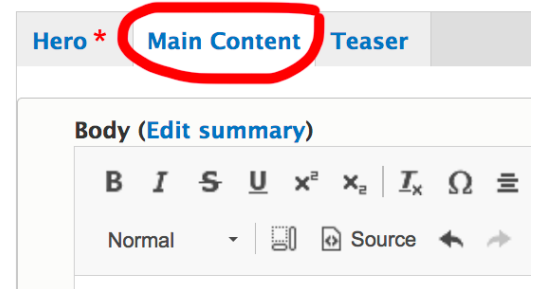 Hero * Main Content Teaser
Body (Edit summary)
B I S U x² x₂ Tx Ω
Normal Source